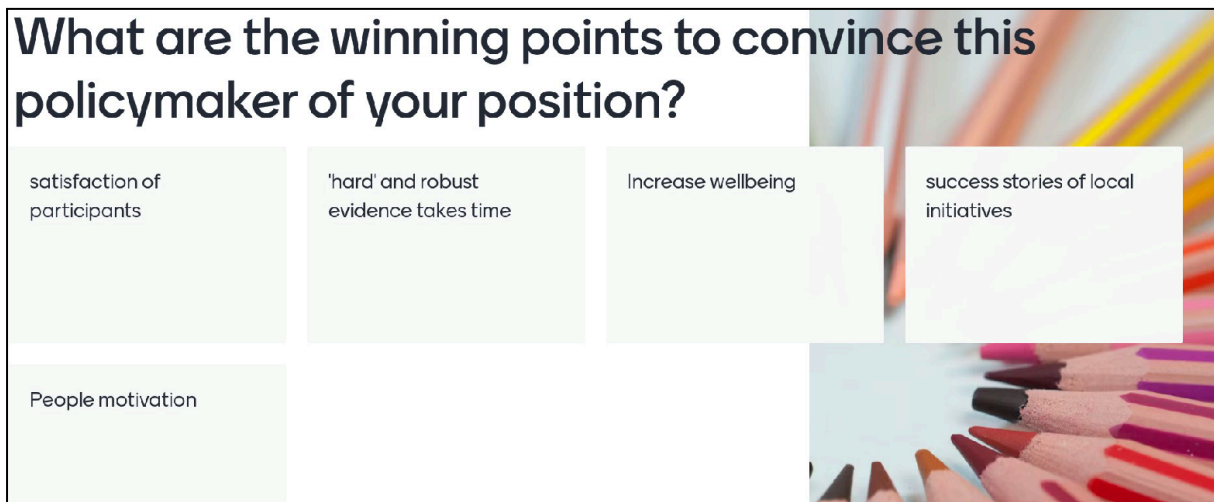 What are the winning points to convince this
policymaker of your position?
satisfaction of
participants
'hard' and robust
evidence takes time
Increase wellbeing
success stories of local
initiatives
People motivation